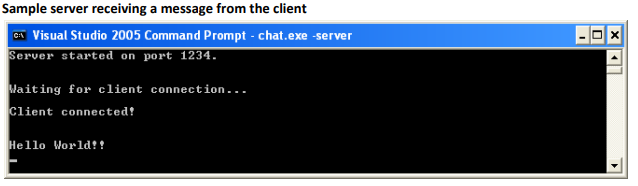 Sample server receiving a message from the client
Visual Studio 2005 Command Prompt - chat.exe -server
Server started on port 1234.
Waiting for client connection...
Client connected!
Hello World!!